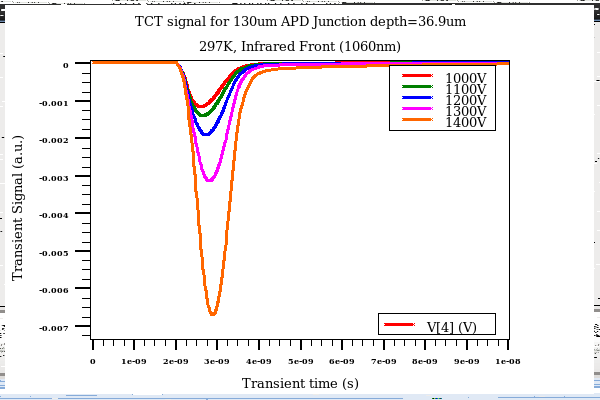 TCT signal for 130um APD Junction depth=36.9um
297K, Infrared Front (1060nm)
Transient Signal (a.u.)
0
-0.001
-0.002
-0.003
-0.004
-0.005
-0.006
-0.007
1000V
1100V
1200V
1300V
1400V
V[4] (V)
0 1e-09 2e-09 3e-09 4e-09 5e-09 6e-09 7e-09 8e-09 9e-09 1e-08
Transient time (s)